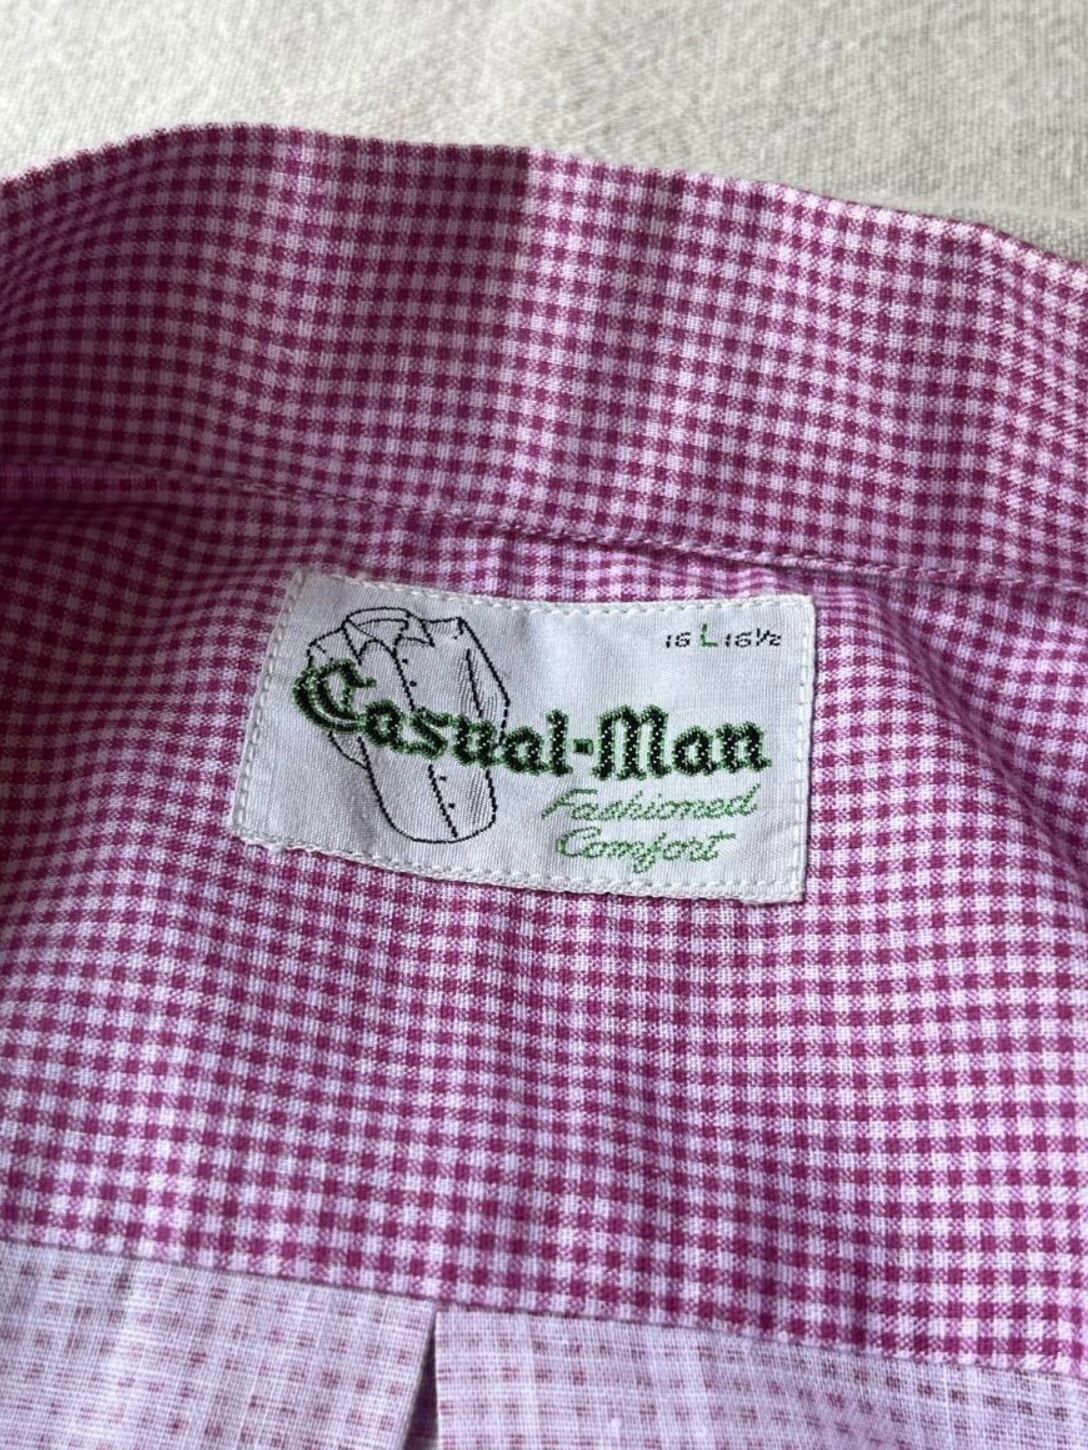 16 L 16½
Casual-Man
Fashioned
Comfort